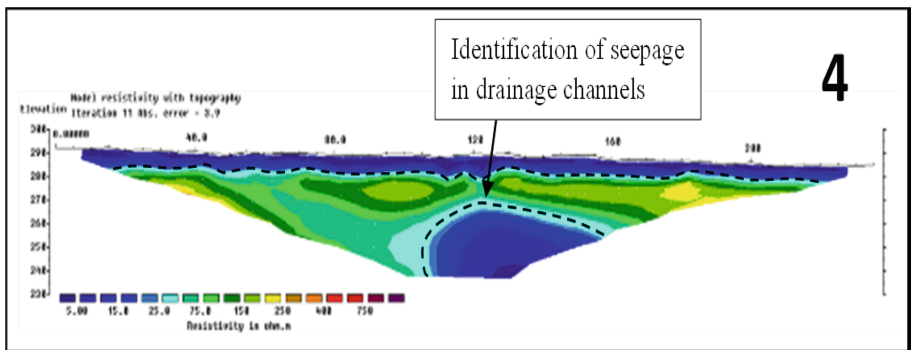 Identification of seepage
in drainage channels
4
Model resistivity with topography
Elevation Iteration 11 Abs. error = 3.9
300
0.00000 40.0 80.0 120 160 200
290
280
270
260
250
240
230
5.00 15.0 25.0 75.0 150 250 400 750
Resistivity in ohm.m